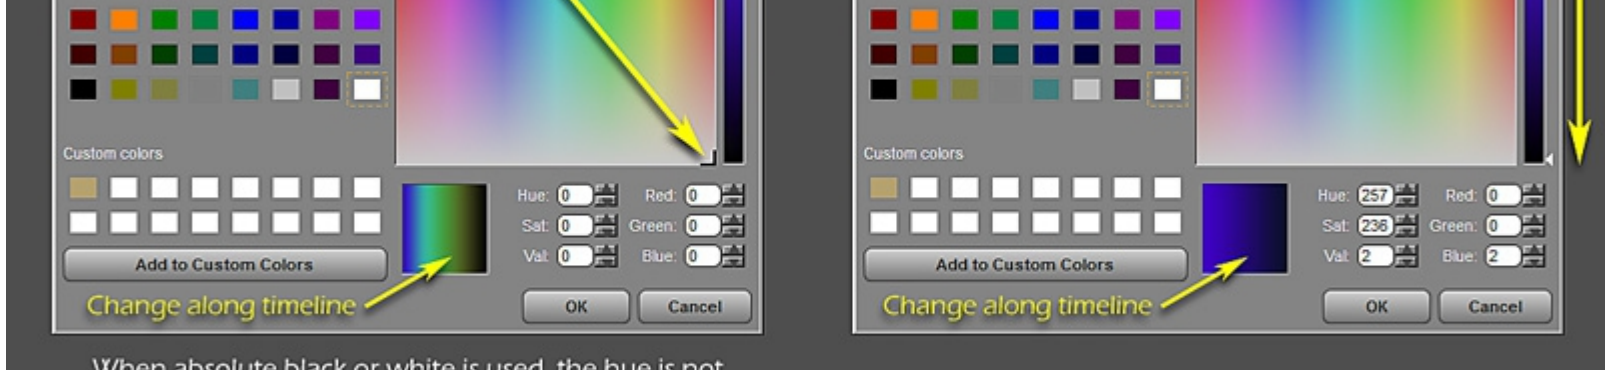 Custom colors
Hue: 0 Red: 0
Sat: 0 Green: 0
Val: 0 Blue: 0
Add to Custom Colors
Change along timeline
OK Cancel
When absolute black or white is used, the hue is not
Custom colors
Hue: 257 Red: 0
Sat: 236 Green: 0
Val: 2 Blue: 2
Add to Custom Colors
Change along timeline
OK Cancel